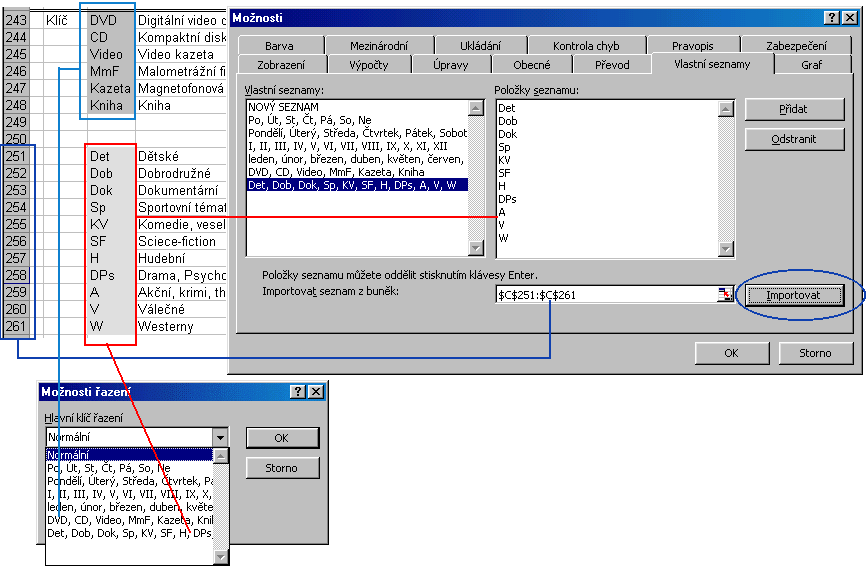 243 Klíč DVD Digitální video d
244 CD Kompaktní disk
245 Video Video kazeta
246 MmF Malometrážní fi
247 Kazeta Magnetofonová
248 Kniha Kniha
249
250
251 Det Dětské
252 Dob Dobrodružné
253 Dok Dokumentární
254 Sp Sportovní témat
255 KV Komedie, vesel
256 SF Sciece-fiction
257 H Hudební
258 DPs Drama, Psycho
259 A Akční, krimi, th
260 V Válečné
261 W Westerny
Možnosti
Barva Mezinárodní Ukládání Kontrola chyb Pravopis Zabezpečení
Zobrazení Výpočty Úpravy Obecné Převod Vlastní seznamy Graf
Vlastní seznamy:
NOVÝ SEZNAM
Po, Út, St, Čt, Pá, So, Ne
Pondělí, Úterý, Středa, Čtvrtek, Pátek, Sobot
I, II, III, IV, V, VI, VII, VIII, IX, X, XI, XII
leden, únor, březen, duben, květen, červen,
DVD, CD, Video, MmF, Kazeta, Kniha
Det, Dob, Dok, Sp, KV, SF, H, DPs, A, V, W
Položky seznamu:
Det
Dob
Dok
Sp
KV
SF
H
DPs
A
V
W
Přidat
Odstranit
Položky seznamu můžete oddělit stisknutím klávesy Enter.
Importovat seznam z buněk: $C$251:$C$261 Importovat
OK Storno
Možnosti řazení
Hlavní klíč řazení
Normální OK
Normální
Po, Út, St, Čt, Pá, So, Ne Storno
Pondělí, Úterý, Středa, Čtvrtek, Pá
I, II, III, IV, V, VI, VII, VIII, IX, X,
leden, únor, březen, duben, květe
DVD, CD, Video, MmF, Kazeta, Knil
Det, Dob, Dok, Sp, KV, SF, H, DPs,